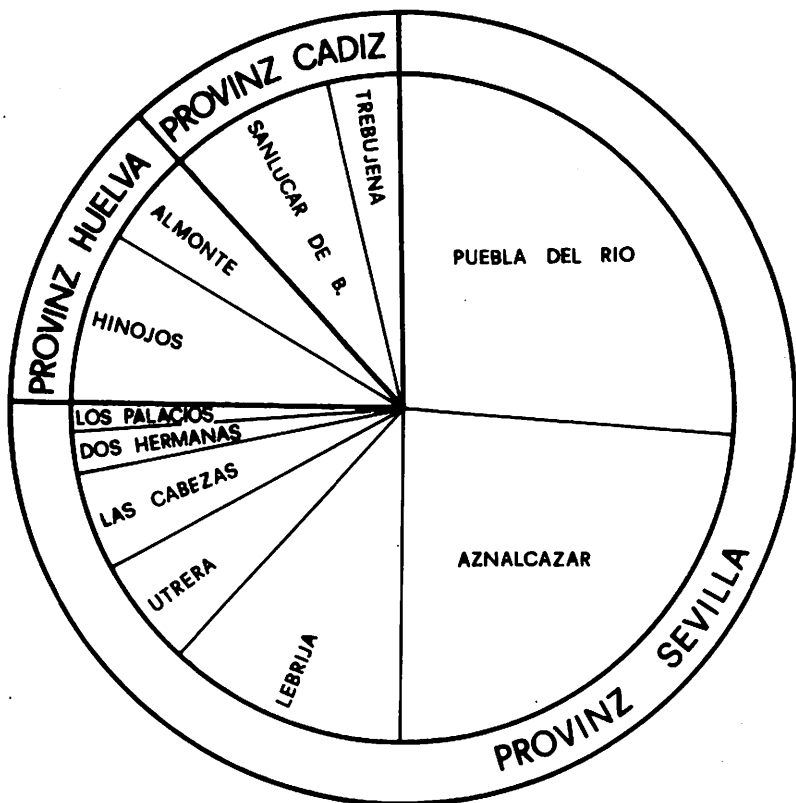 PROVINZ CADIZ
PROVINZ HUELVA
PROVINZ SEVILLA
TREBUJENA
SANLUCAR DE B.
ALMONTE
HINOJOS
LOS PALACIOS
DOS HERMANAS
LAS CABEZAS
UTRERA
LEBRIJA
AZNALCAZAR
PUEBLA DEL RIO